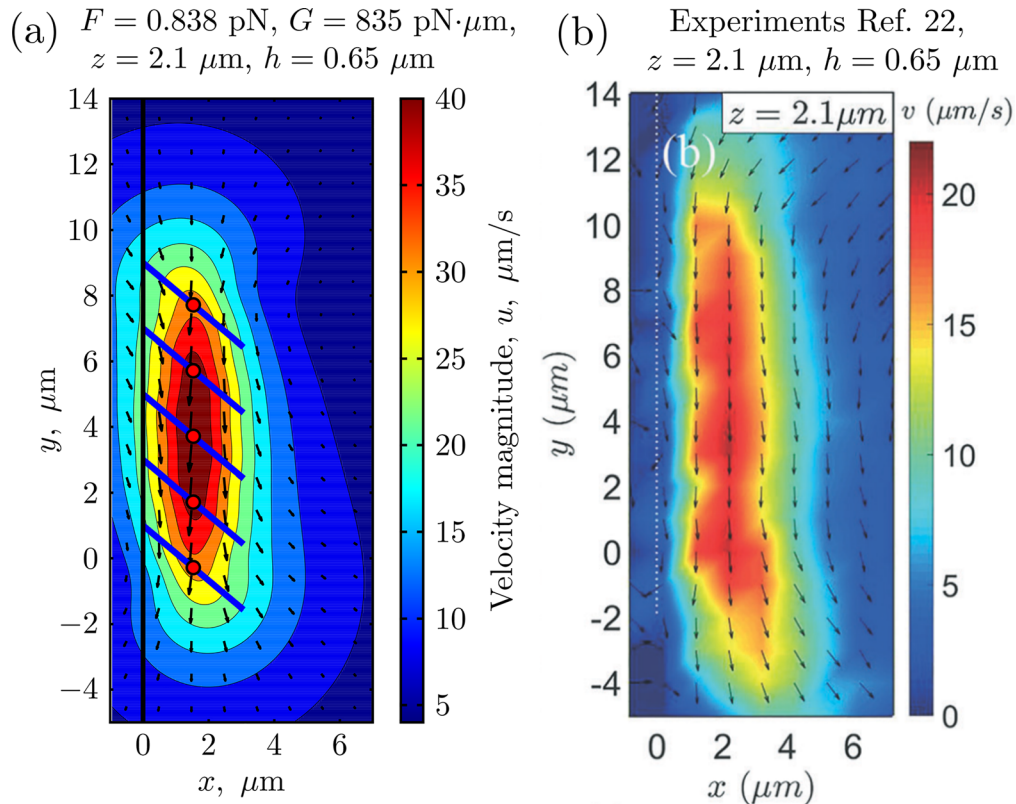 (a) F = 0.838 pN, G = 835 pN·μm,
z = 2.1 μm, h = 0.65 μm
14
12
10
8
6
4
2
0
−2
−4
y, μm
0 2 4 6
x, μm
40
35
30
25
20
15
10
5
Velocity magnitude, u, μm/s
(b) Experiments Ref. 22,
z = 2.1 μm, h = 0.65 μm
z = 2.1μm
v (μm/s)
(b)
14
12
10
8
6
4
2
0
-2
-4
y (μm)
0 2 4 6
x (μm)
20
15
10
5
0